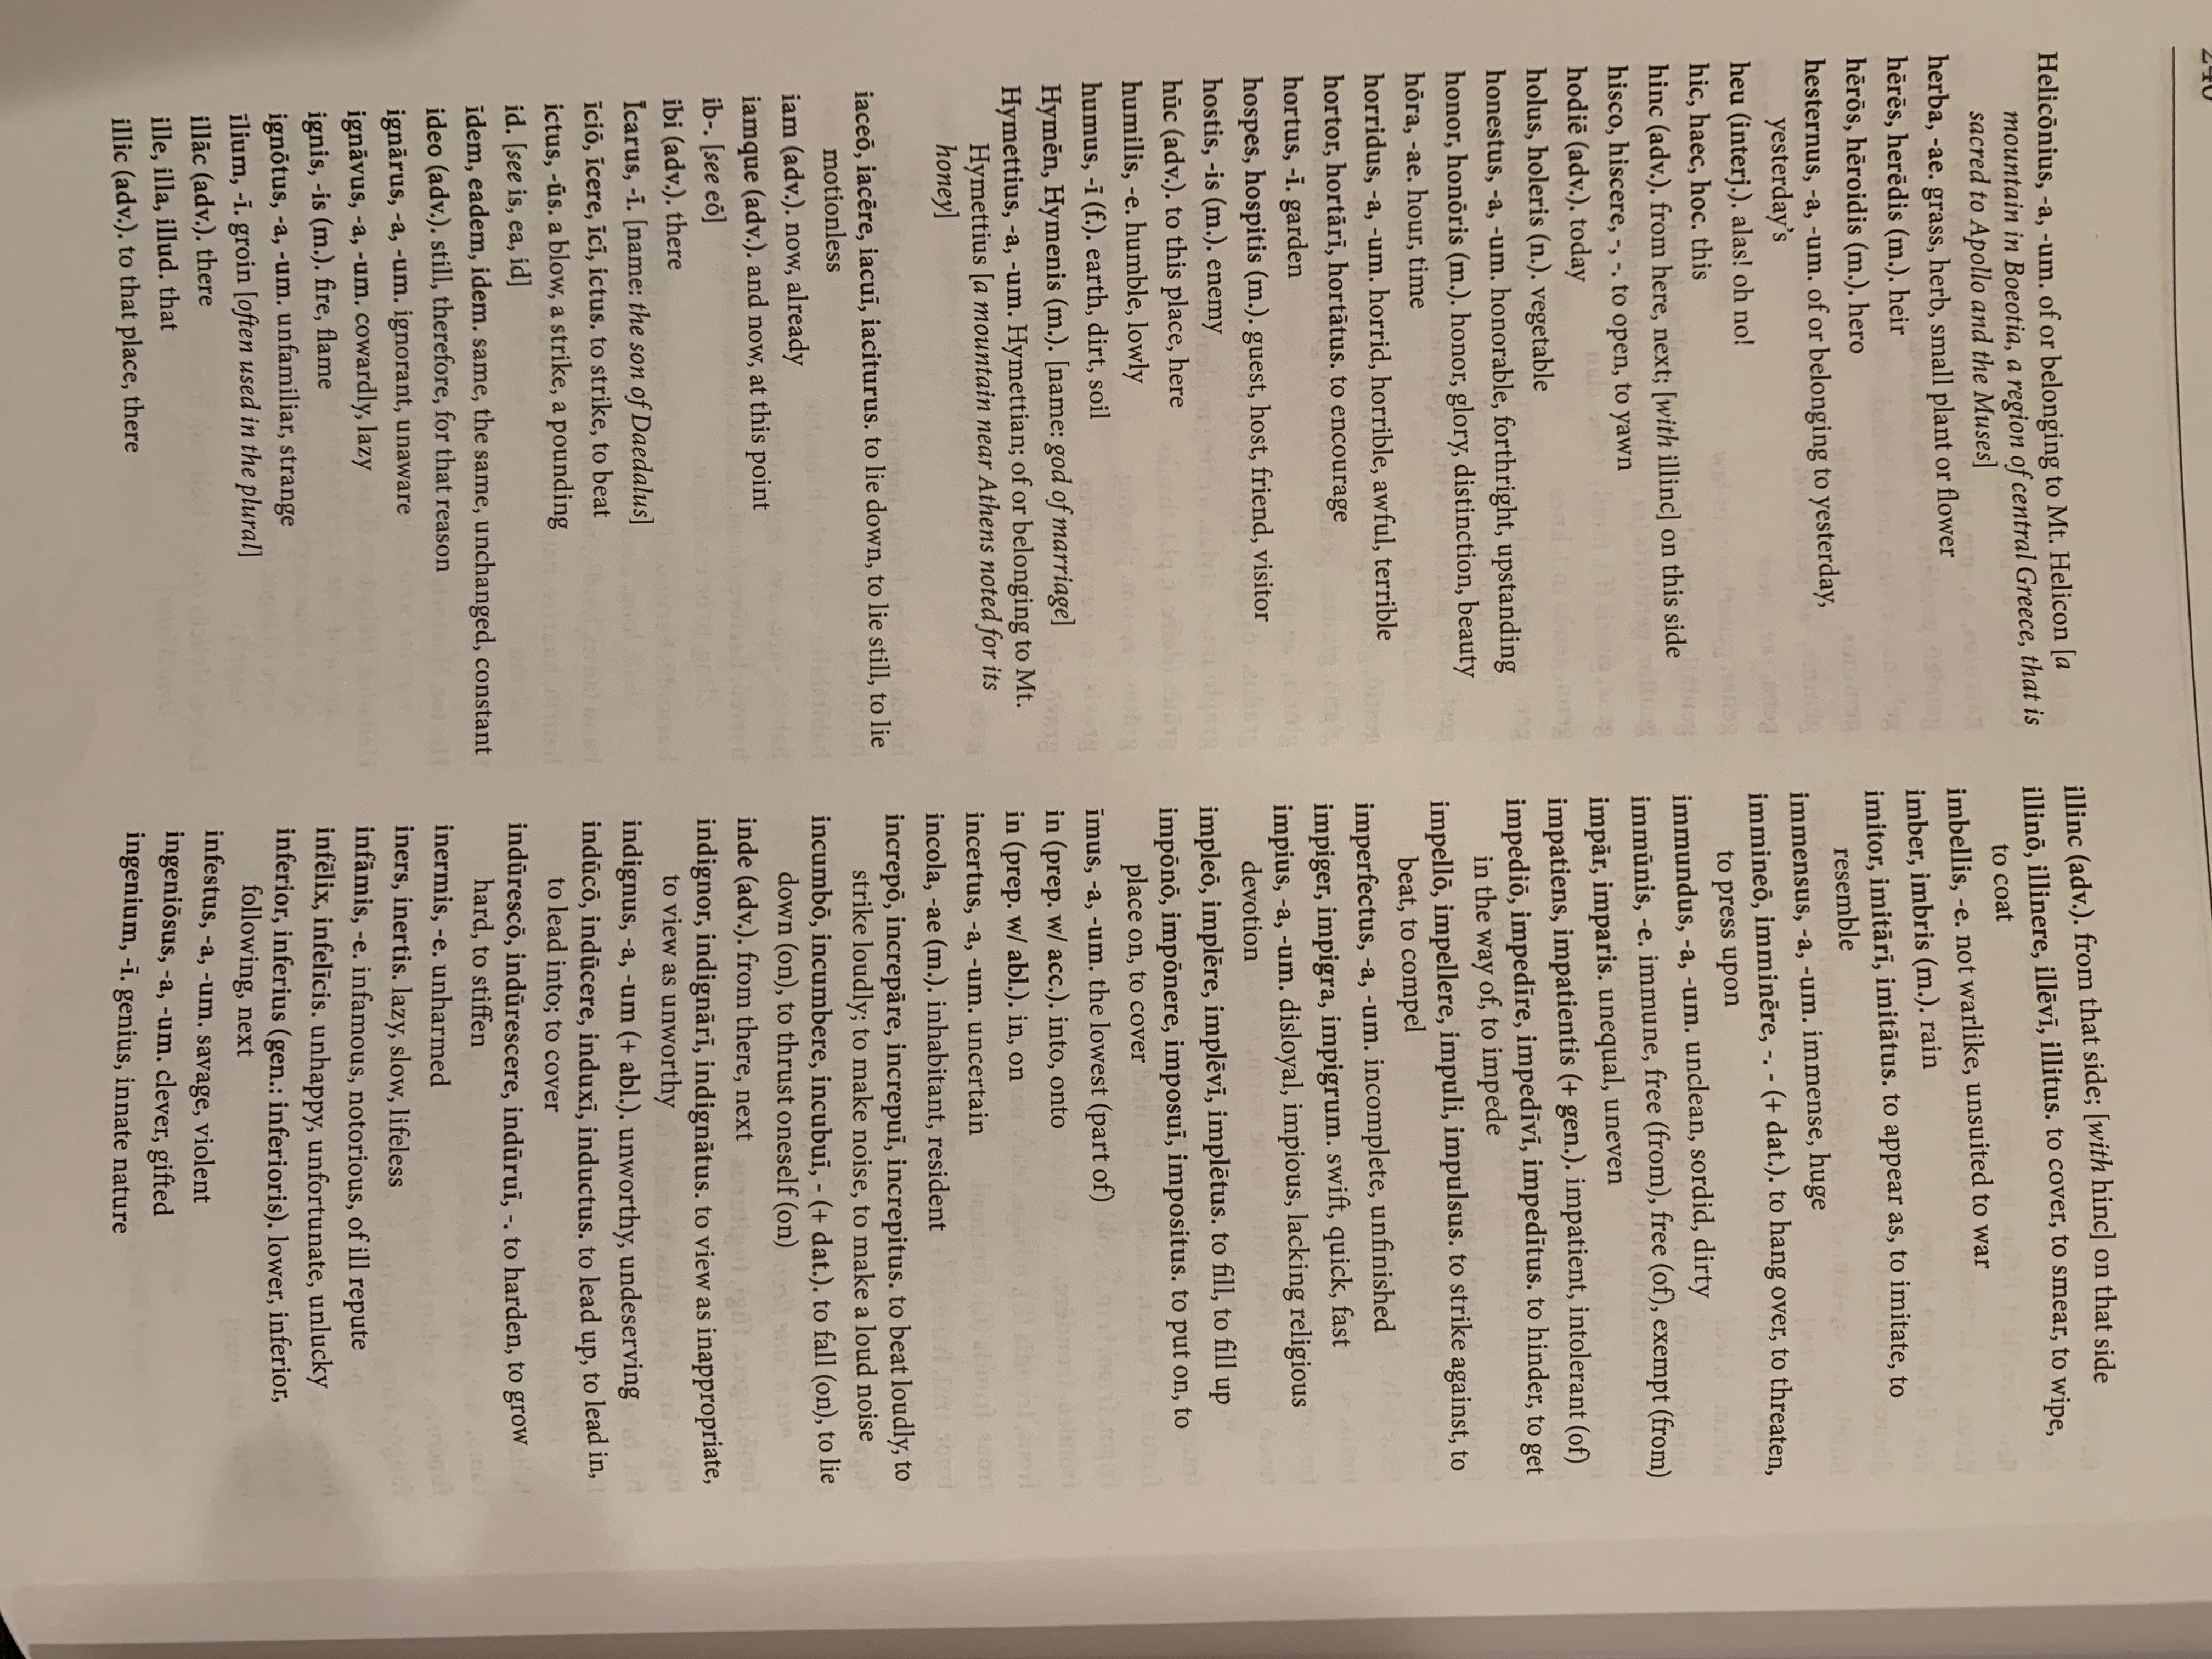 Helicōnius, -a, -um. of or belonging to Mt. Helicon [a
mountain in Boeotia, a region of central Greece, that is
sacred to Apollo and the Muses]
herba, -ae. grass, herb, small plant or flower
hērēs, herēdis (m.). heir
hērōs, hēroidis (m.). hero
hesternus, -a, -um. of or belonging to yesterday,
yesterday's
heu (interj.). alas! oh no!
hic, haec, hoc. this
hinc (adv.). from here, next; [with illinc] on this side
hisco, hiscere, -, -. to open, to yawn
hodiē (adv.). today
holus, holeris (n.). vegetable
honestus, -a, -um. honorable, forthright, upstanding
honor, honōris (m.). honor, glory, distinction, beauty
hōra, -ae. hour, time
horridus, -a, -um. horrid, horrible, awful, terrible
hortor, hortārī, hortātus. to encourage
hortus, -ī. garden
hospes, hospitis (m.). guest, host, friend, visitor
hostis, -is (m.). enemy
hūc (adv.). to this place, here
humilis, -e. humble, lowly
humus, -ī (f.). earth, dirt, soil
Hymēn, Hymenis (m.). [name: god of marriage]
Hymettius, -a, -um. Hymettian; of or belonging to Mt.
Hymettius [a mountain near Athens noted for its
honey]
iaceō, iacēre, iacuī, iaciturus. to lie down, to lie still, to lie
motionless
iam (adv.). now, already
iamque (adv.). and now, at this point
ib-. [see eō]
ibi (adv.). there
Īcarus, -ī. [name: the son of Daedalus]
īciō, īcere, īcī, ictus. to strike, to beat
ictus, -ūs. a blow, a strike, a pounding
id. [see is, ea, id]
īdem, eadem, idem. same, the same, unchanged, constant
ideo (adv.). still, therefore, for that reason
ignārus, -a, -um. ignorant, unaware
ignāvus, -a, -um. cowardly, lazy
ignis, -is (m.). fire, flame
ignōtus, -a, -um. unfamiliar, strange
īlium, -ī. groin [often used in the plural]
illāc (adv.). there
ille, illa, illud. that
illic (adv.). to that place, there
illinc (adv.). from that side; [with hinc] on that side
illinō, illinere, illēvī, illitus. to cover, to smear, to wipe,
to coat
imbellis, -e. not warlike, unsuited to war
imber, imbris (m.). rain
imitor, imitārī, imitātus. to appear as, to imitate, to
resemble
immensus, -a, -um. immense, huge
immineō, imminēre, -. - (+ dat.). to hang over, to threaten,
to press upon
immundus, -a, -um. unclean, sordid, dirty
immūnis, -e. immune, free (from), free (of), exempt (from)
impār, imparis. unequal, uneven
impatiens, impatientis (+ gen.). impatient, intolerant (of)
impediō, impedīre, impedīvī, impedītus. to hinder, to get
in the way of, to impede
impellō, impellere, impuli, impulsus. to strike against, to
beat, to compel
imperfectus, -a, -um. incomplete, unfinished
impiger, impigra, impigrum. swift, quick, fast
impius, -a, -um. disloyal, impious, lacking religious
devotion
impleō, implēre, implēvī, implētus. to fill, to fill up
impōnō, impōnere, imposuī, impositus. to put on, to
place on, to cover
īmus, -a, -um. the lowest (part of)
in (prep. w/ acc.). into, onto
in (prep. w/ abl.). in, on
incertus, -a, -um. uncertain
incola, -ae (m.). inhabitant, resident
increpō, increpāre, increpuī, increpitus. to beat loudly, to
strike loudly; to make noise, to make a loud noise
incumbō, incumbere, incubuī, - (+ dat.). to fall (on), to lie
down (on), to thrust oneself (on)
inde (adv.). from there, next
indignor, indignārī, indignātus. to view as inappropriate,
to view as unworthy
indignus, -a, -um (+ abl.). unworthy, undeserving
indūcō, indūcere, induxī, inductus. to lead up, to lead in,
to lead into; to cover
indūrescō, indūrescere, indūruī, -. to harden, to grow
hard, to stiffen
inermis, -e. unharmed
iners, inertis. lazy, slow, lifeless
infāmis, -e. infamous, notorious, of ill repute
infēlix, infelīcis. unhappy, unfortunate, unlucky
inferior, inferius (gen.: inferioris). lower, inferior,
following, next
infestus, -a, -um. savage, violent
ingeniōsus, -a, -um. clever, gifted
ingenium, -ī. genius, innate nature